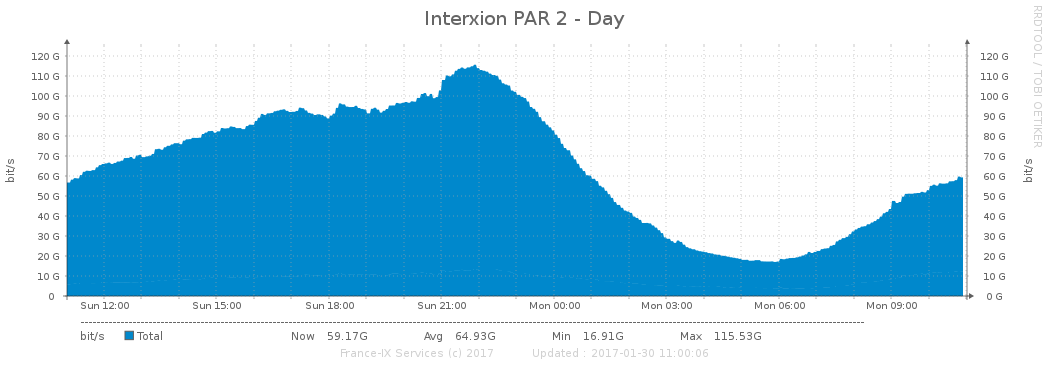 Interxion PAR 2 - Day
RRDTOOL / TOBI OETIKER
bit/s
120 G
110 G
100 G
90 G
80 G
70 G
60 G
50 G
40 G
30 G
20 G
10 G
0
120 G
110 G
100 G
90 G
80 G
70 G
60 G
50 G
40 G
30 G
20 G
10 G
0 G
bit/s
Sun 12:00 Sun 15:00 Sun 18:00 Sun 21:00 Mon 00:00 Mon 03:00 Mon 06:00 Mon 09:00
bit/s Total Now 59.17G Avg 64.93G Min 16.91G Max 115.53G
France-IX Services (c) 2017 Updated : 2017-01-30 11:00:06